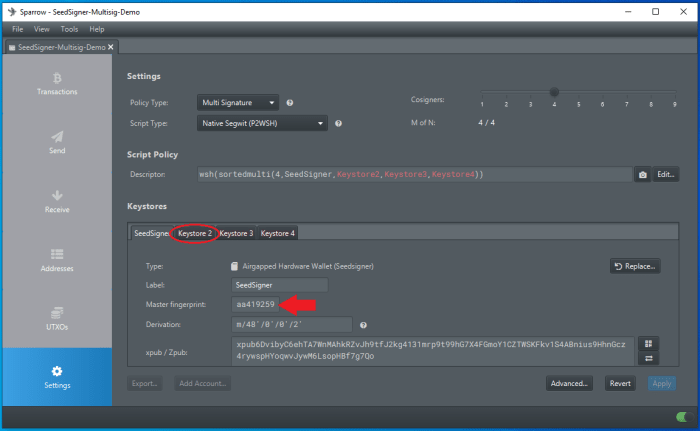 Sparrow - SeedSigner-Multisig-Demo
File View Tools Help
SeedSigner-Multisig-Demo
Transactions
Send
Receive
Addresses
UTXOs
Settings
Settings
Policy Type: Multi Signature
Cosigners: 1 2 3 4 5 6 7 8 9
Script Type: Native Segwit (P2WSH)
M of N: 4 / 4
Script Policy
Descriptor: wsh(sortedmulti(4,SeedSigner,Keystore2,Keystore3,Keystore4)) Edit...
Keystores
SeedSigner Keystore 2 Keystore 3 Keystore 4
Type: Airgapped Hardware Wallet (Seedsigner) Replace...
Label: SeedSigner
Master fingerprint: aa419259
Derivation: m/48'/0'/0'/2'
xpub / Zpub: xpub6DvibyC6ehTA7WnMAhkRZvJh9tfJ2kg4131mrp9t99hG7X4FGmoY1CZTWSKFkv1S4ABnius9HhnGcz
4rywspHYoqwvJywM6LsopHBf7g7Qo
Export... Add Account... Advanced... Revert Apply